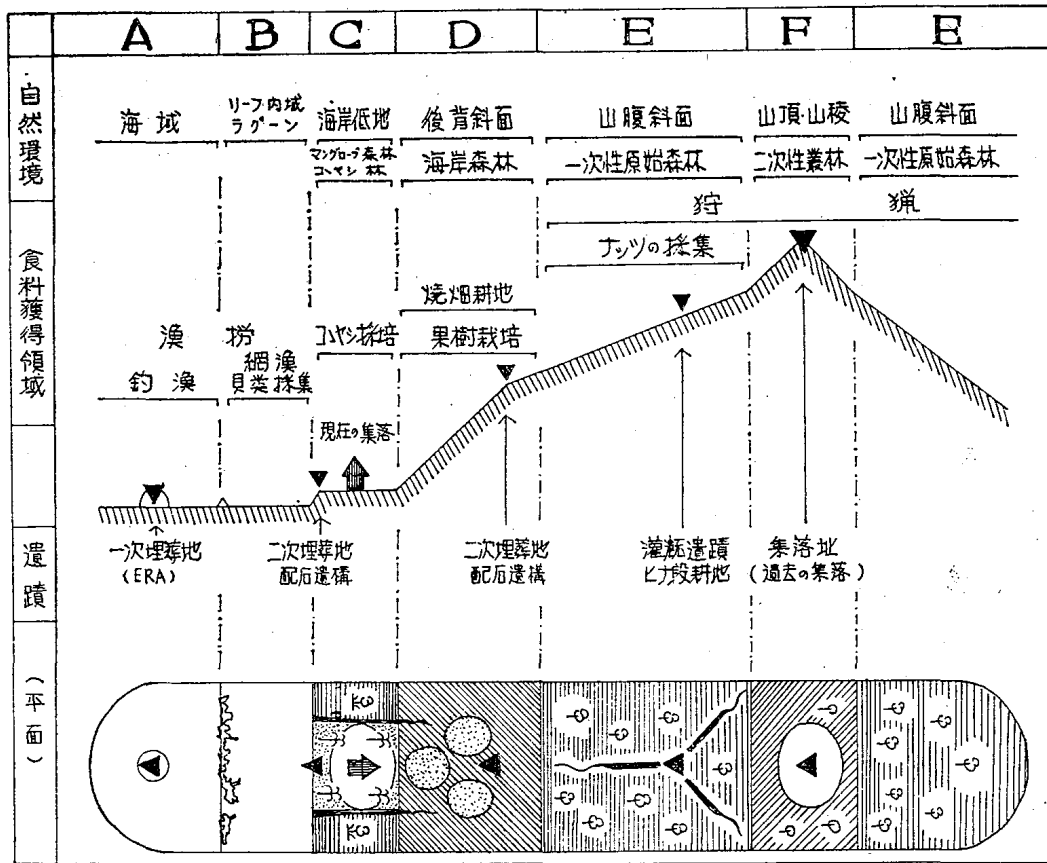 A B C D E F E
自然環境
海域
リーフ内域
ラグーン
海岸低地
マングローブ森林
ココヤシ林
後背斜面
海岸森林
山腹斜面
一次性原始森林
山頂・山稜
二次性叢林
山腹斜面
一次性原始森林
食料獲得領域
狩猟
ナッツの採集
焼畑耕地
果樹栽培
ココヤシ採培
漁撈
釣漁
網漁
貝类採集
現在の集落
遺蹟
一次埋葬地
(ERA)
二次埋葬地
配石遺構
二次埋葬地
配石遺構
灌漑遺蹟
ヒナ段耕地
集落址
(過去の集落)
(平面)